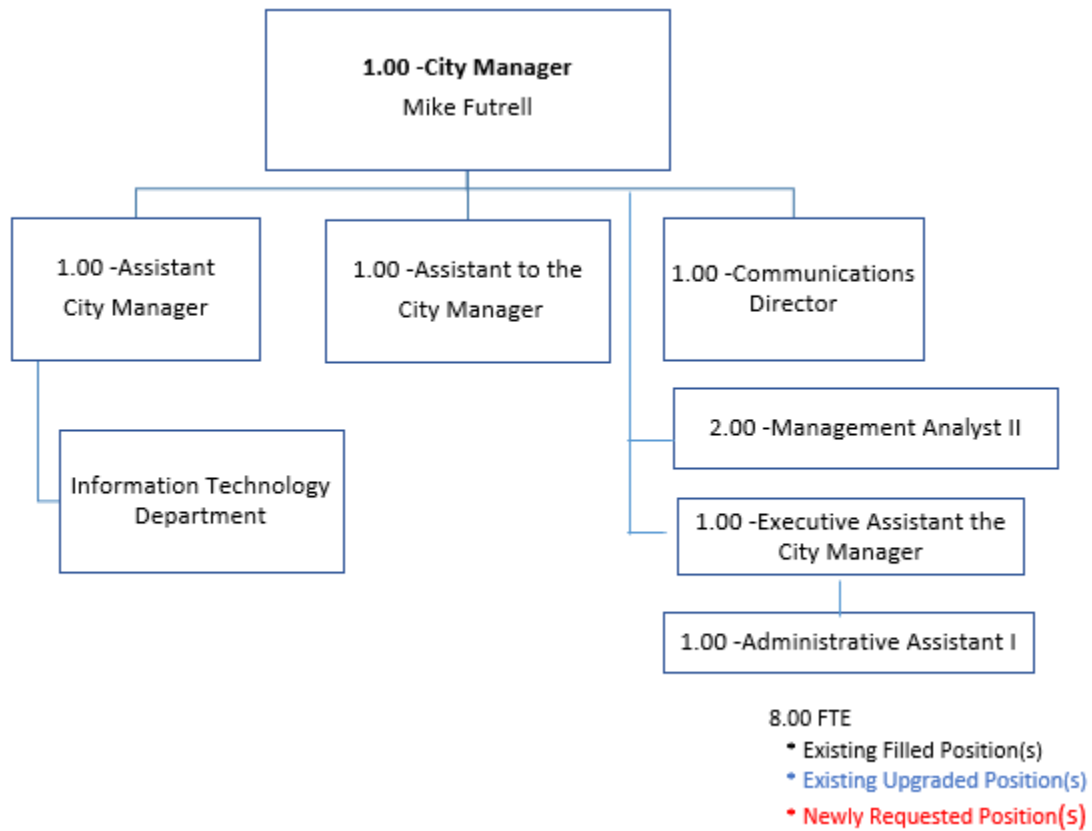 1.00 -City Manager
Mike Futrell
1.00 -Assistant
City Manager
1.00 -Assistant to the
City Manager
1.00 -Communications
Director
Information Technology
Department
2.00 -Management Analyst II
1.00 -Executive Assistant the
City Manager
1.00 -Administrative Assistant I
8.00 FTE
* Existing Filled Position(s)
* Existing Upgraded Position(s)
* Newly Requested Position(s)